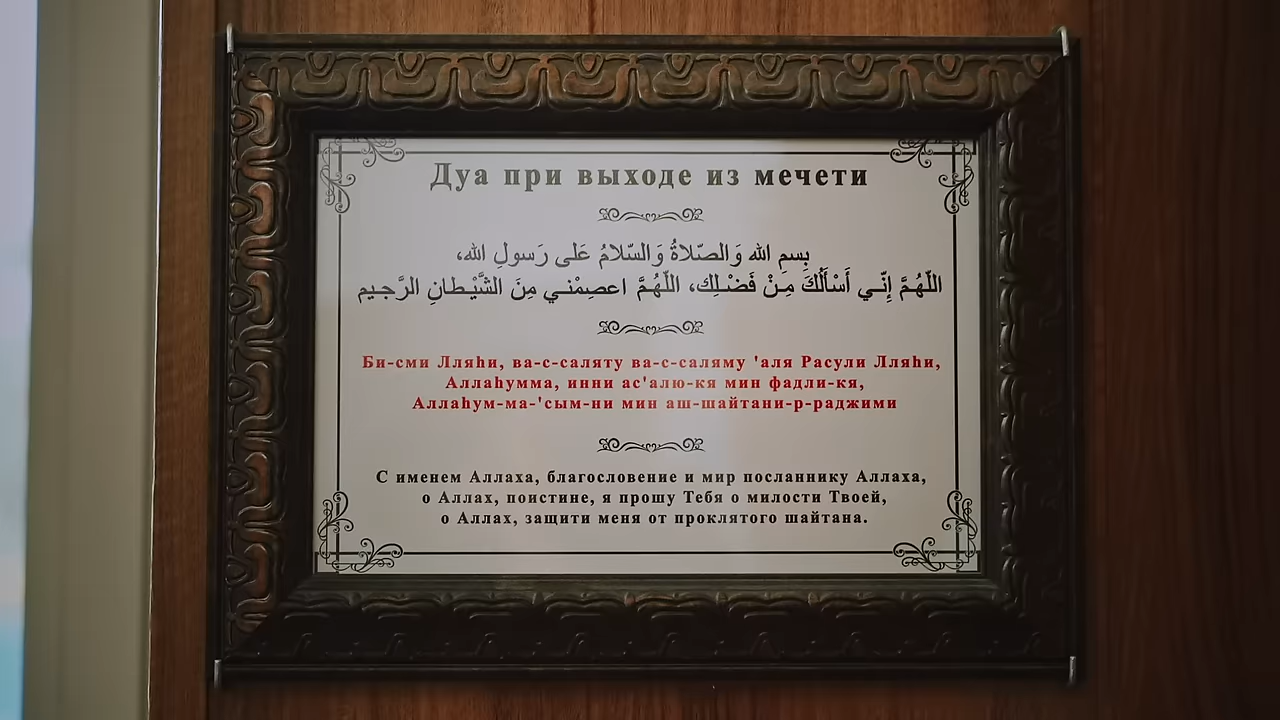 Дуа при выходе из мечети
بِسمِ الله وَالصّلاةُ وَالسّلامُ عَلى رَسولِ الله،
اللّهُمَّ إِنّي أَسْأَلُكَ مِنْ فَضْلِك، اللّهُمَّ اعصِمْني مِنَ الشَّيْطانِ الرَّجيم
Би-сми Лляhи, ва-с-саляту ва-с-саляму 'аля Расули Лляhи,
Аллаhумма, инни ас'алю-кя мин фадли-кя,
Аллаhум-ма-'сым-ни мин аш-шайтани-р-раджими
С именем Аллаха, благословение и мир посланнику Аллаха,
о Аллах, поистине, я прошу Тебя о милости Твоей,
о Аллах, защити меня от проклятого шайтана.